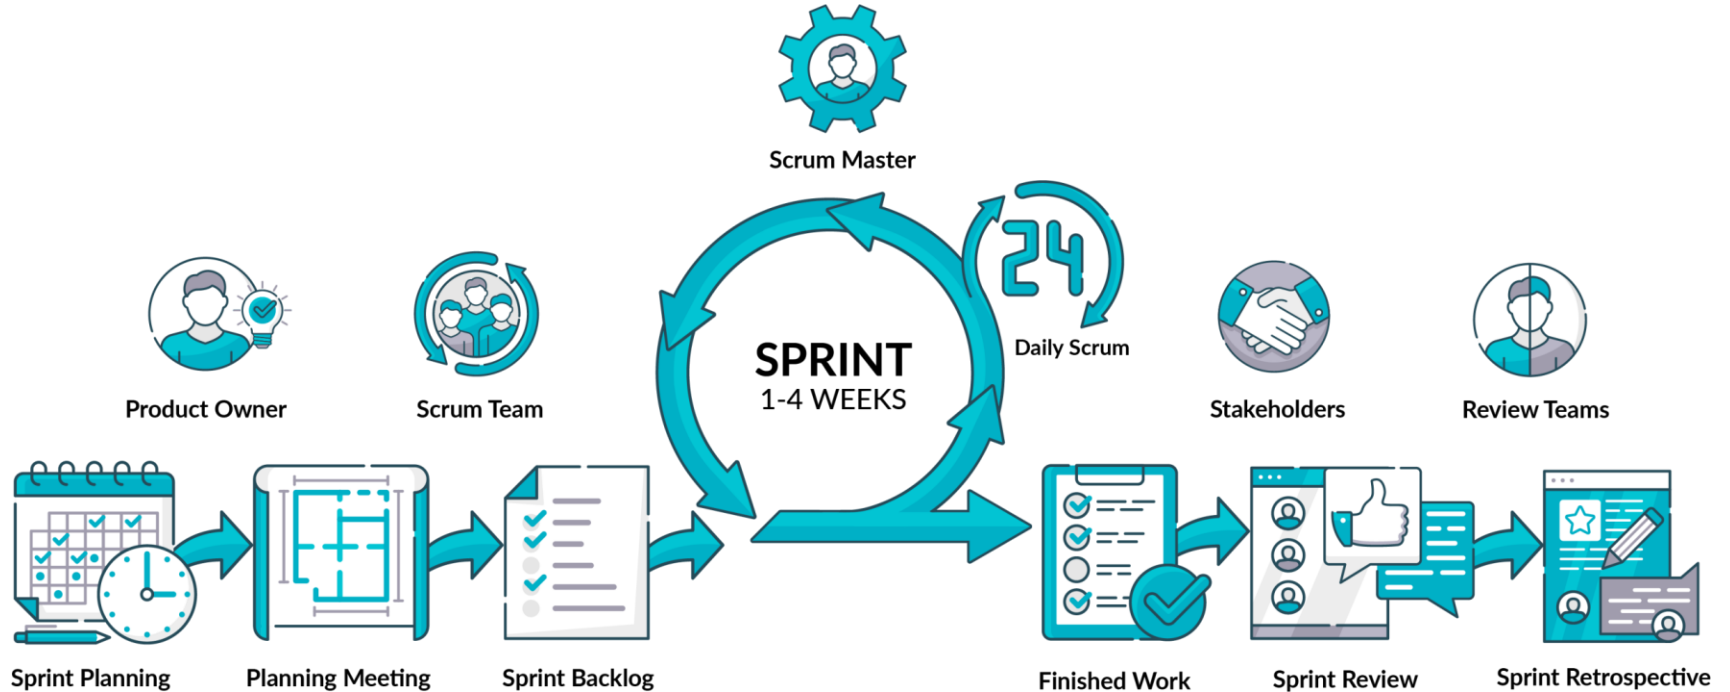 Scrum Master
24
Daily Scrum
SPRINT
1-4 WEEKS
Product Owner
Scrum Team
Stakeholders
Review Teams
Sprint Planning
Planning Meeting
Sprint Backlog
Finished Work
Sprint Review
Sprint Retrospective